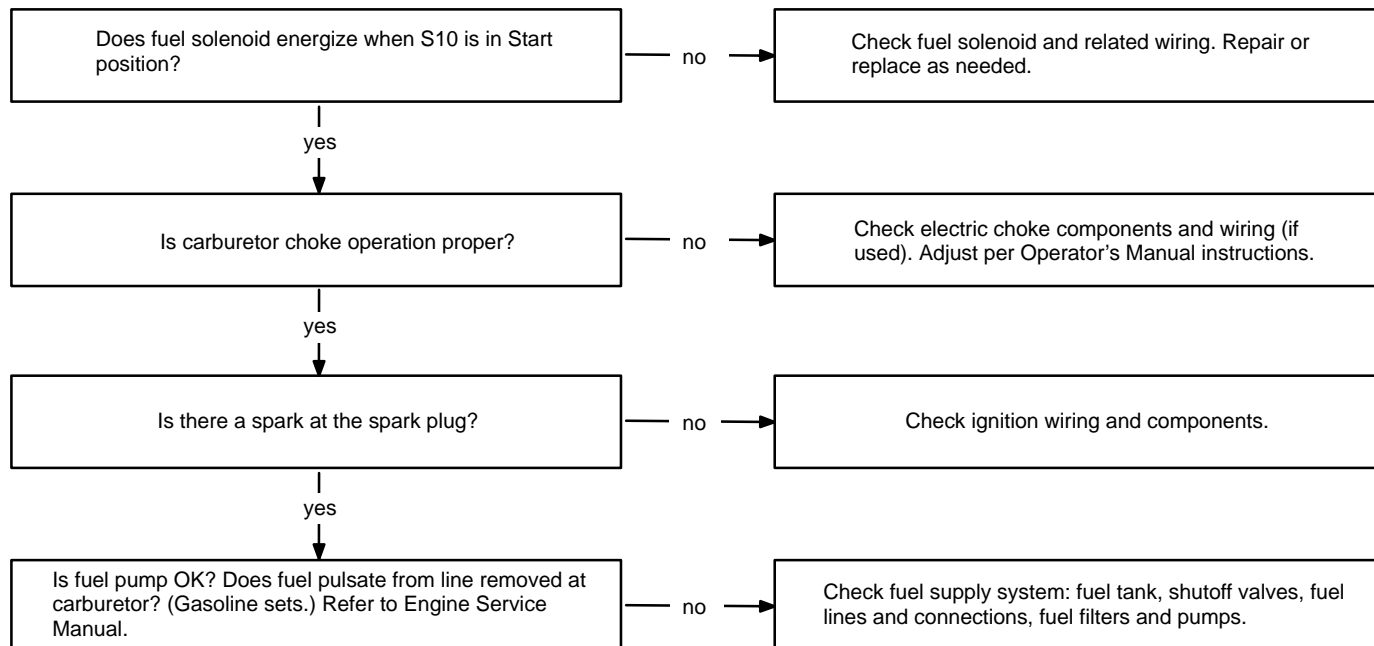 Does fuel solenoid energize when S10 is in Start
position?
no
Check fuel solenoid and related wiring. Repair or
replace as needed.
yes
Is carburetor choke operation proper?
no
Check electric choke components and wiring (if
used). Adjust per Operator’s Manual instructions.
yes
Is there a spark at the spark plug?
no
Check ignition wiring and components.
yes
Is fuel pump OK? Does fuel pulsate from line removed at
carburetor? (Gasoline sets.) Refer to Engine Service
Manual.
no
Check fuel supply system: fuel tank, shutoff valves, fuel
lines and connections, fuel filters and pumps.